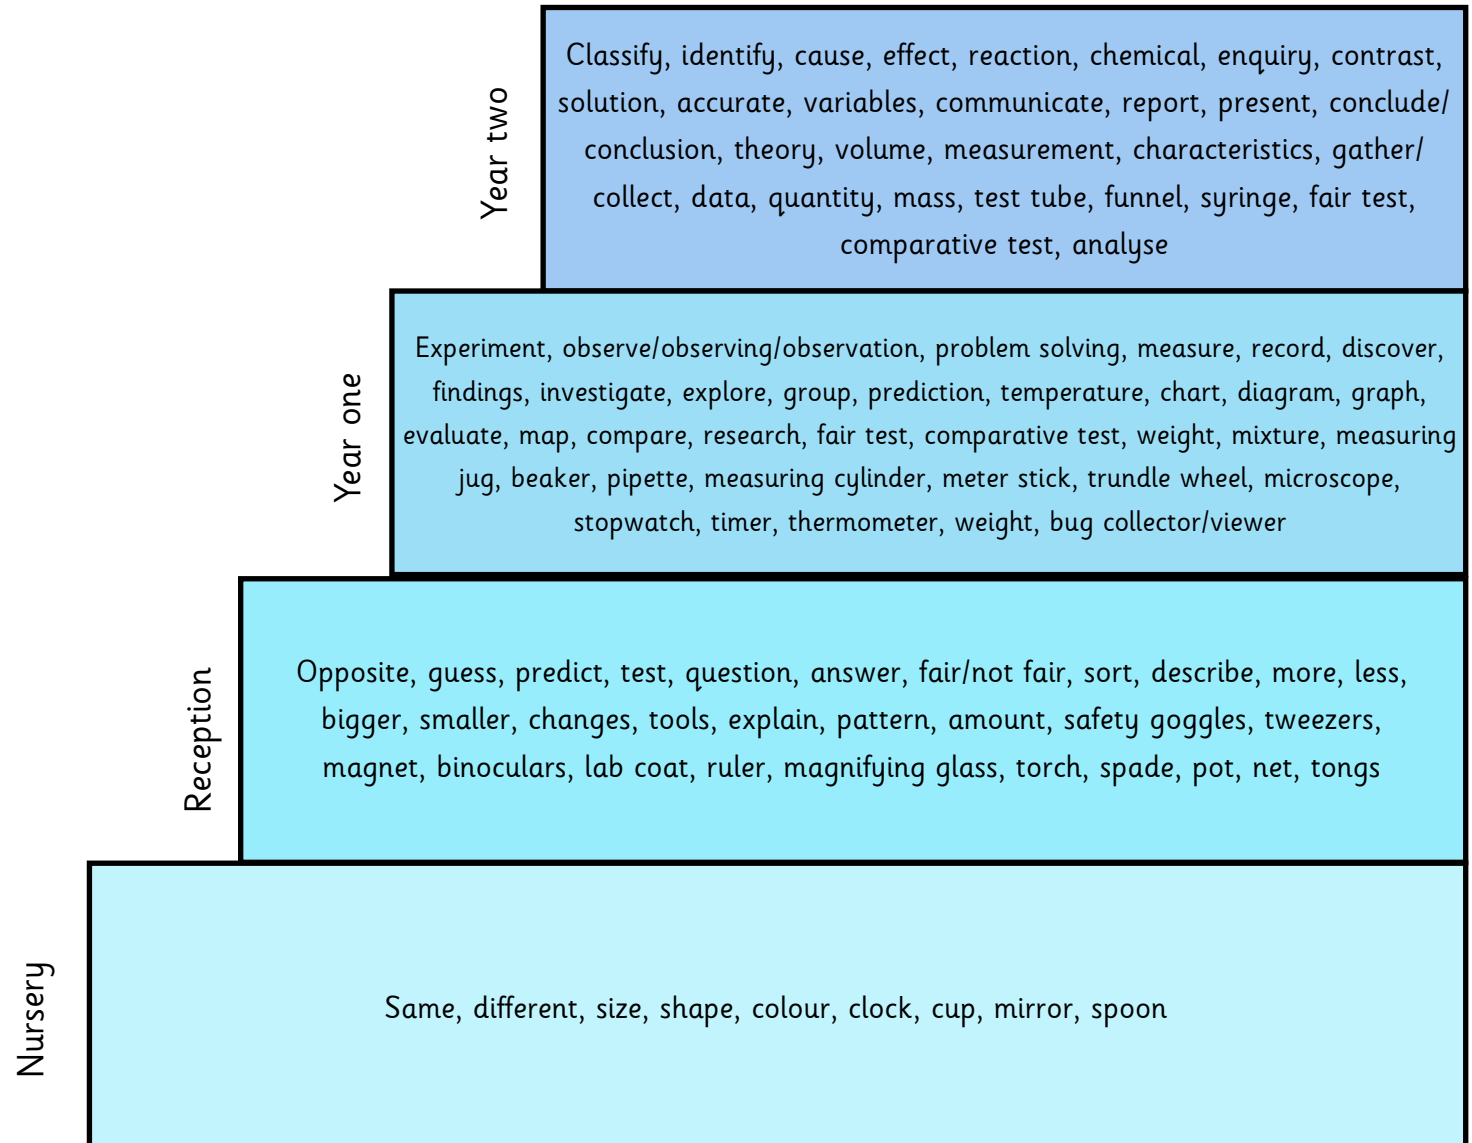 Year two
Classify, identify, cause, effect, reaction, chemical, enquiry, contrast,
solution, accurate, variables, communicate, report, present, conclude/
conclusion, theory, volume, measurement, characteristics, gather/
collect, data, quantity, mass, test tube, funnel, syringe, fair test,
comparative test, analyse
Year one
Experiment, observe/observing/observation, problem solving, measure, record, discover,
findings, investigate, explore, group, prediction, temperature, chart, diagram, graph,
evaluate, map, compare, research, fair test, comparative test, weight, mixture, measuring
jug, beaker, pipette, measuring cylinder, meter stick, trundle wheel, microscope,
stopwatch, timer, thermometer, weight, bug collector/viewer
Reception
Opposite, guess, predict, test, question, answer, fair/not fair, sort, describe, more, less,
bigger, smaller, changes, tools, explain, pattern, amount, safety goggles, tweezers,
magnet, binoculars, lab coat, ruler, magnifying glass, torch, spade, pot, net, tongs
Nursery
Same, different, size, shape, colour, clock, cup, mirror, spoon